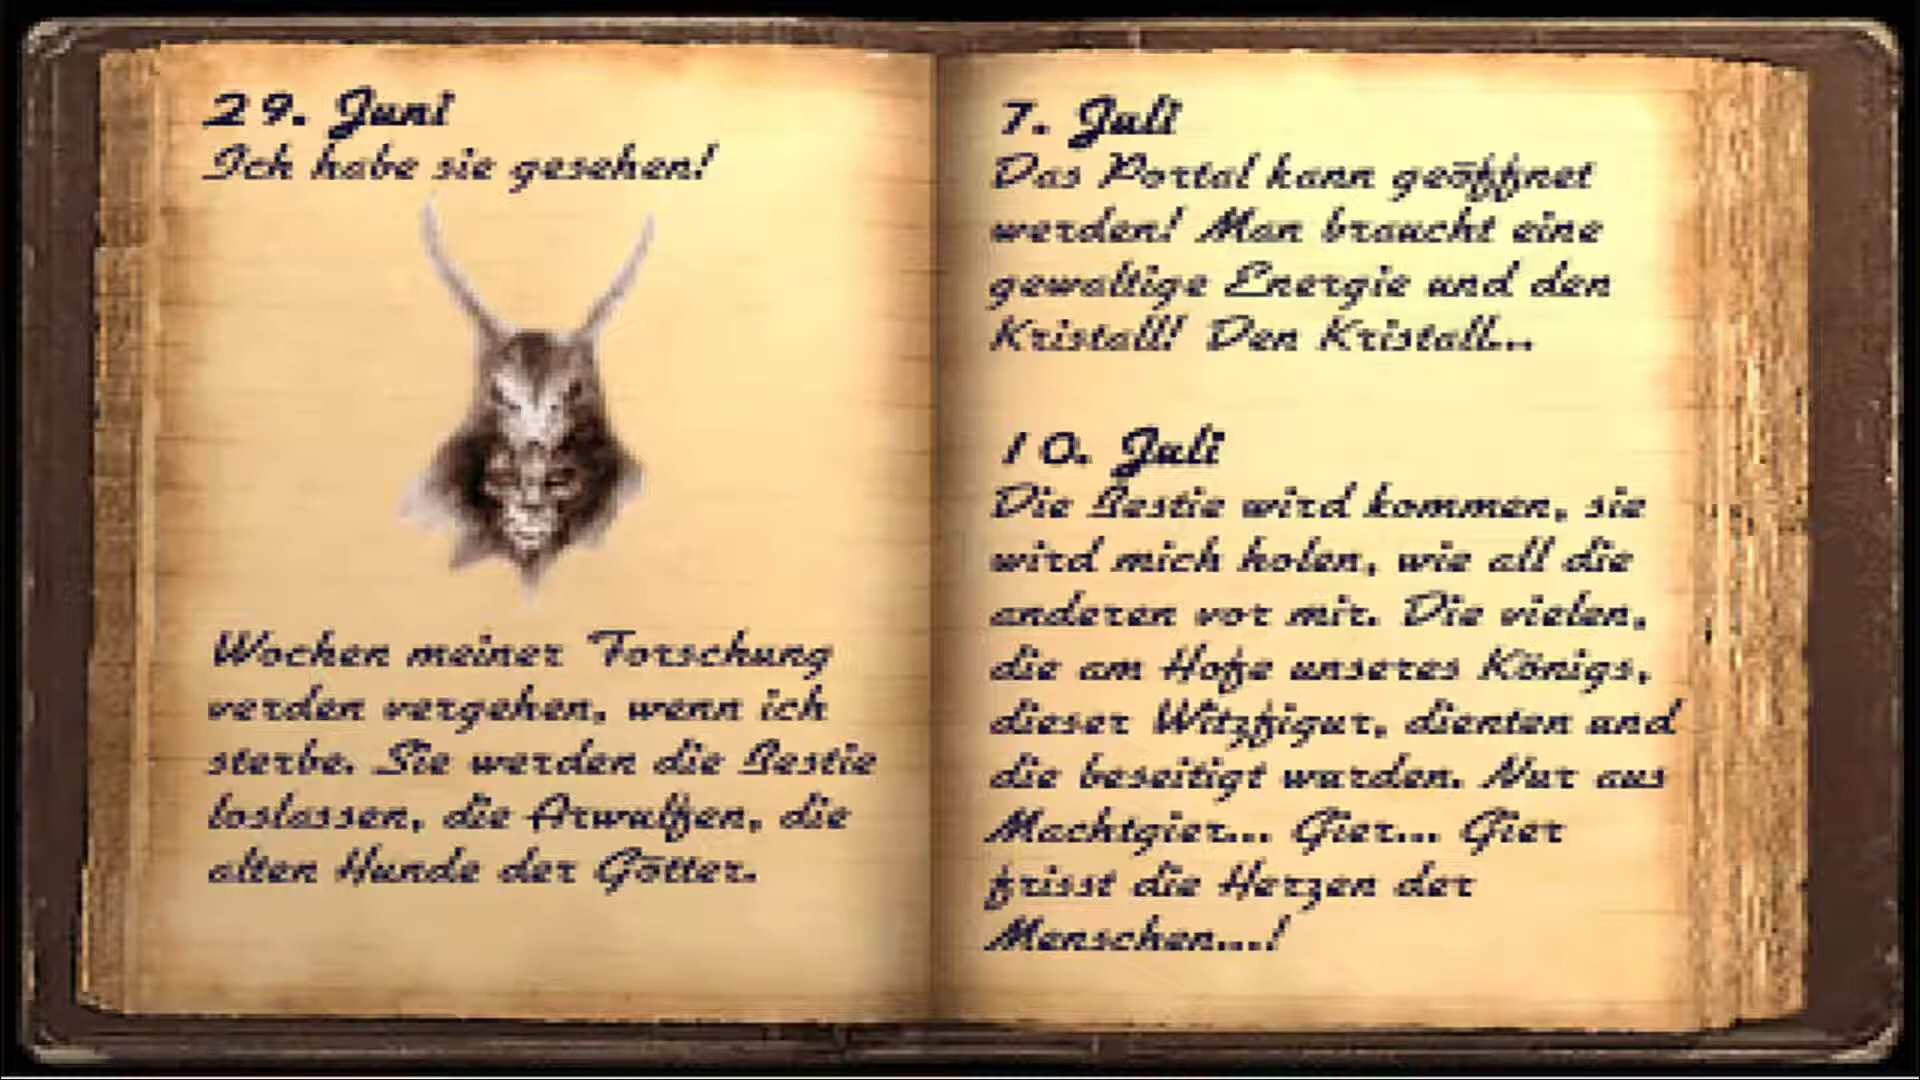 29. Juni
Ich habe sie gesehen!
Wochen meiner Forschung
werden vergehen, wenn ich
sterbe. Sie werden die Bestie
loslassen, die Arwulfen, die
alten Hunde der Götter.
7. Juli
Das Portal kann geöffnet
werden! Man braucht eine
gewaltige Energie und den
Kristall! Den Kristall...
10. Juli
Die Bestie wird kommen, sie
wird mich holen, wie all die
anderen vor mir. Die vielen,
die am Hofe unseres Königs,
dieser Witzfigur, dienten und
die beseitigt wurden. Nur aus
Machtgier... Gier... Gier
frisst die Herzen der
Menschen...!